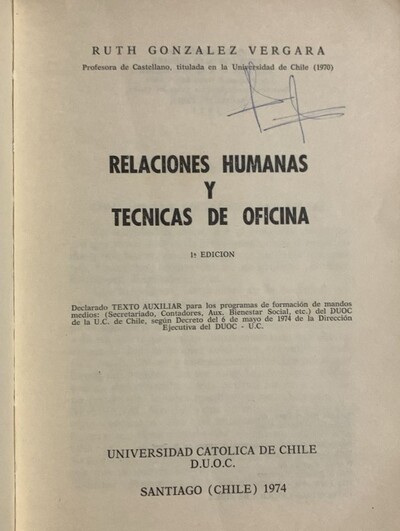 RUTH GONZALEZ VERGARA
Profesora de Castellano, titulada en la Universidad de Chile (1970)
RELACIONES HUMANAS
Y
TECNICAS DE OFICINA
1ª EDICION
Declarado TEXTO AUXILIAR para los programas de formación de mandos
medios: (Secretariado, Contadores, Aux. Bienestar Social, etc.) del DUOC
de la U.C. de Chile, según Decreto del 6 de mayo de 1974 de la Dirección
Ejecutiva del DUOC - U.C.
UNIVERSIDAD CATOLICA DE CHILE
D.U.O.C.
SANTIAGO (CHILE) 1974